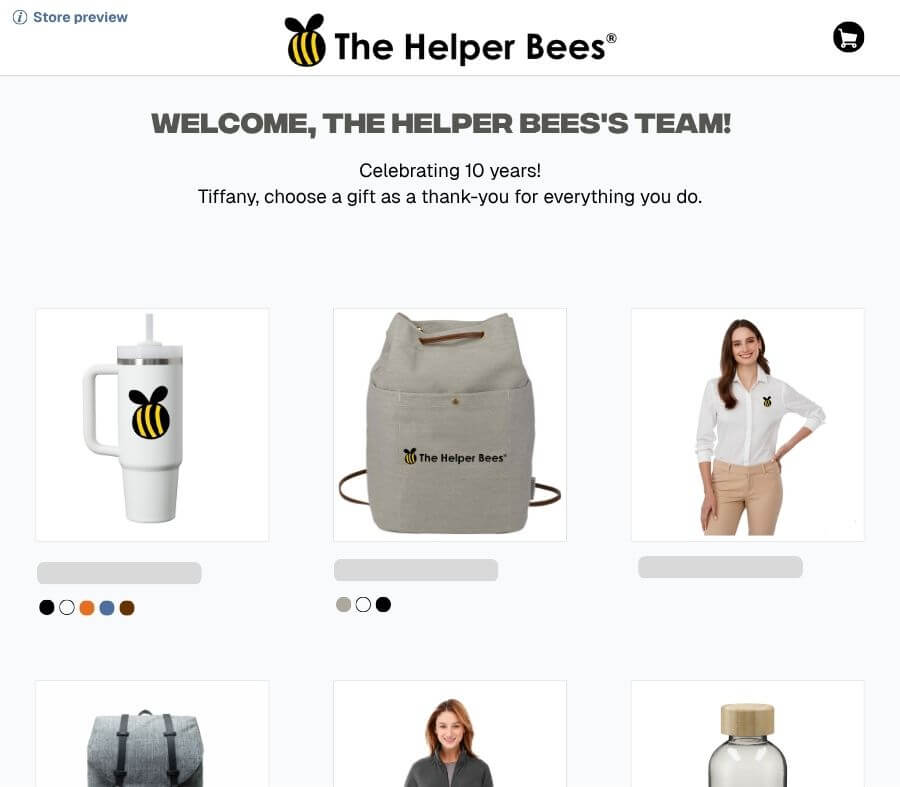 Store preview
The Helper Bees®
WELCOME, THE HELPER BEES'S TEAM!
Celebrating 10 years!
Tiffany, choose a gift as a thank-you for everything you do.
The Helper Bees®